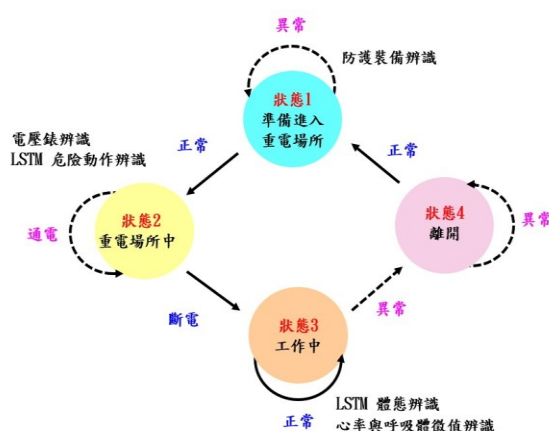 異常
防護裝備辨識
狀態1
準備進入
重電場所
電壓錶辨識
LSTM 危險動作辨識
正常
正常
通電
狀態2
重電場所中
狀態4
離開
異常
斷電
狀態3
工作中
異常
正常
LSTM 體態辨識
心率與呼吸體徵值辨識